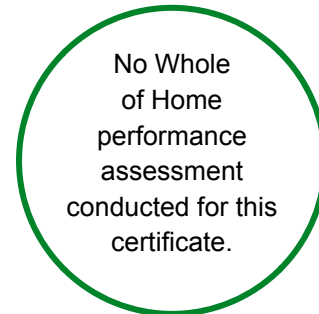 No Whole
of Home
performance
assessment
conducted for this
certificate.